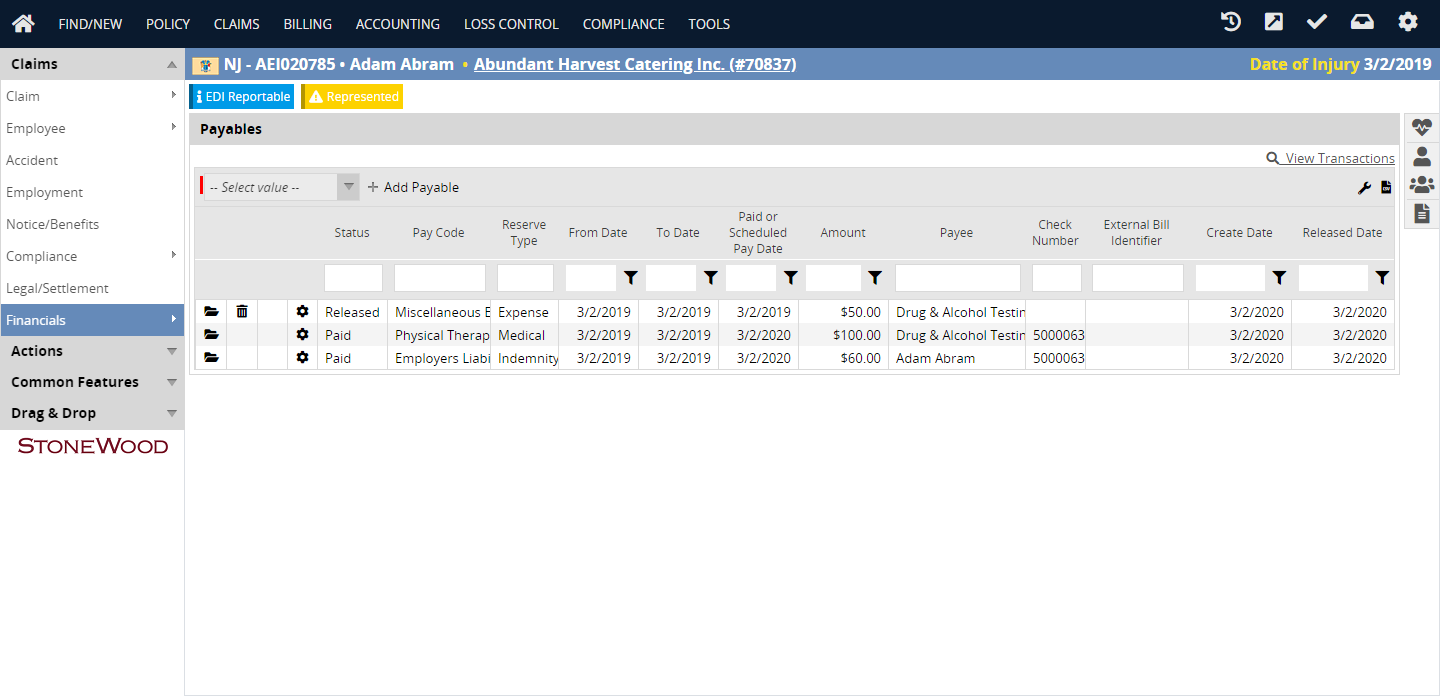 FIND/NEW POLICY CLAIMS BILLING ACCOUNTING LOSS CONTROL COMPLIANCE TOOLS
Claims
Claim
Employee
Accident
Employment
Notice/Benefits
Compliance
Legal/Settlement
Financials
Actions
Common Features
Drag & Drop
STONEWOOD
NJ - AEI020785 • Adam Abram • Abundant Harvest Catering Inc. (#70837) Date of Injury 3/2/2019
EDI Reportable Represented
Payables
View Transactions
-- Select value -- Add Payable
Status Pay Code Reserve Type From Date To Date Paid or Scheduled Pay Date Amount Payee Check Number External Bill Identifier Create Date Released Date
Released Miscellaneous E Expense 3/2/2019 3/2/2019 3/2/2019 $50.00 Drug & Alcohol Testin 3/2/2020 3/2/2020
Paid Physical Therap Medical 3/2/2019 3/2/2019 3/2/2020 $100.00 Drug & Alcohol Testin 5000063 3/2/2020 3/2/2020
Paid Employers Liabi Indemnity 3/2/2019 3/2/2019 3/2/2020 $60.00 Adam Abram 5000063 3/2/2020 3/2/2020